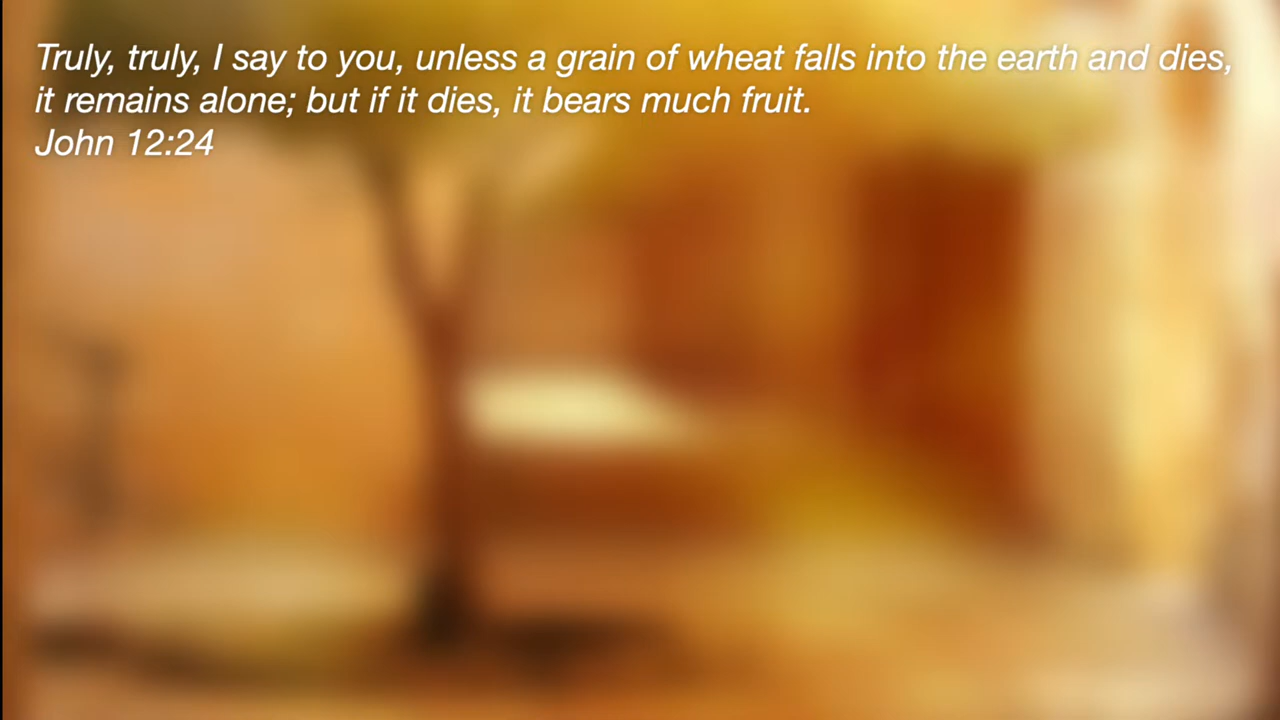 Truly, truly, I say to you, unless a grain of wheat falls into the earth and dies,
it remains alone; but if it dies, it bears much fruit.
John 12:24